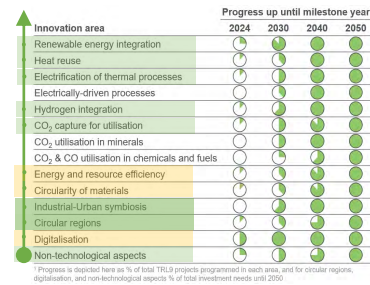 Progress up until milestone year
Innovation area 2024 2030 2040 2050
Renewable energy integration
Heat reuse
Electrification of thermal processes
Electrically-driven processes
Hydrogen integration
CO₂ capture for utilisation
CO₂ utilisation in minerals
CO₂ & CO utilisation in chemicals and fuels
Energy and resource efficiency
Circularity of materials
Industrial-Urban symbiosis
Circular regions
Digitalisation
Non-technological aspects
¹ Progress is depicted here as % of total TRL9 projects programmed in each area, and for circular regions,
digitalisation, and non-technological aspects % of total investment needs until 2050